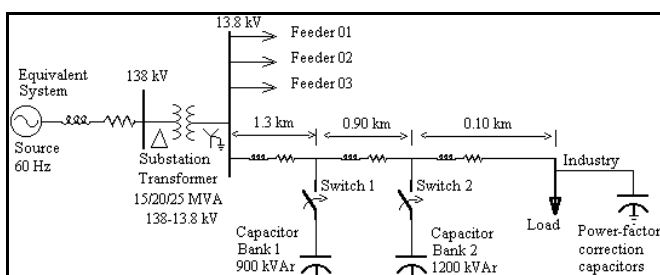 13.8 kV
Feeder 01
Feeder 02
Feeder 03
138 kV
Equivalent
System
Source
60 Hz
Substation
Transformer
15/20/25 MVA
138-13.8 kV
1.3 km
0.90 km
0.10 km
Switch 1
Switch 2
Industry
Load
Capacitor
Bank 1
900 kVAr
Capacitor
Bank 2
1200 kVAr
Power-factor
correction
capacitors